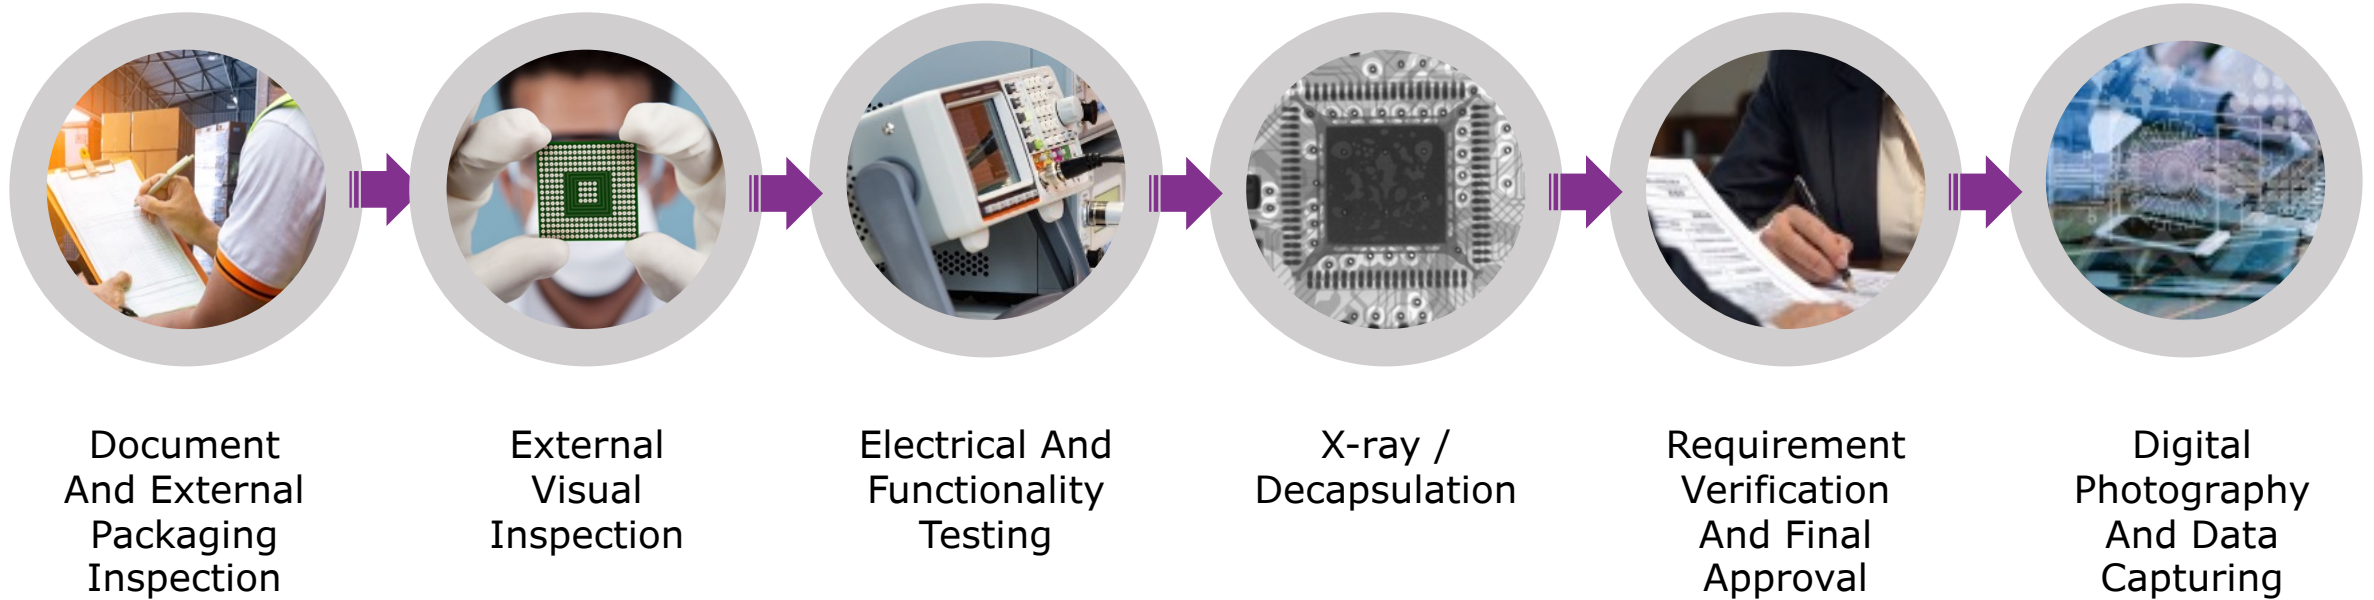 Document
And External
Packaging
Inspection
External
Visual
Inspection
Electrical And
Functionality
Testing
X-ray /
Decapsulation
Requirement
Verification
And Final
Approval
Digital
Photography
And Data
Capturing